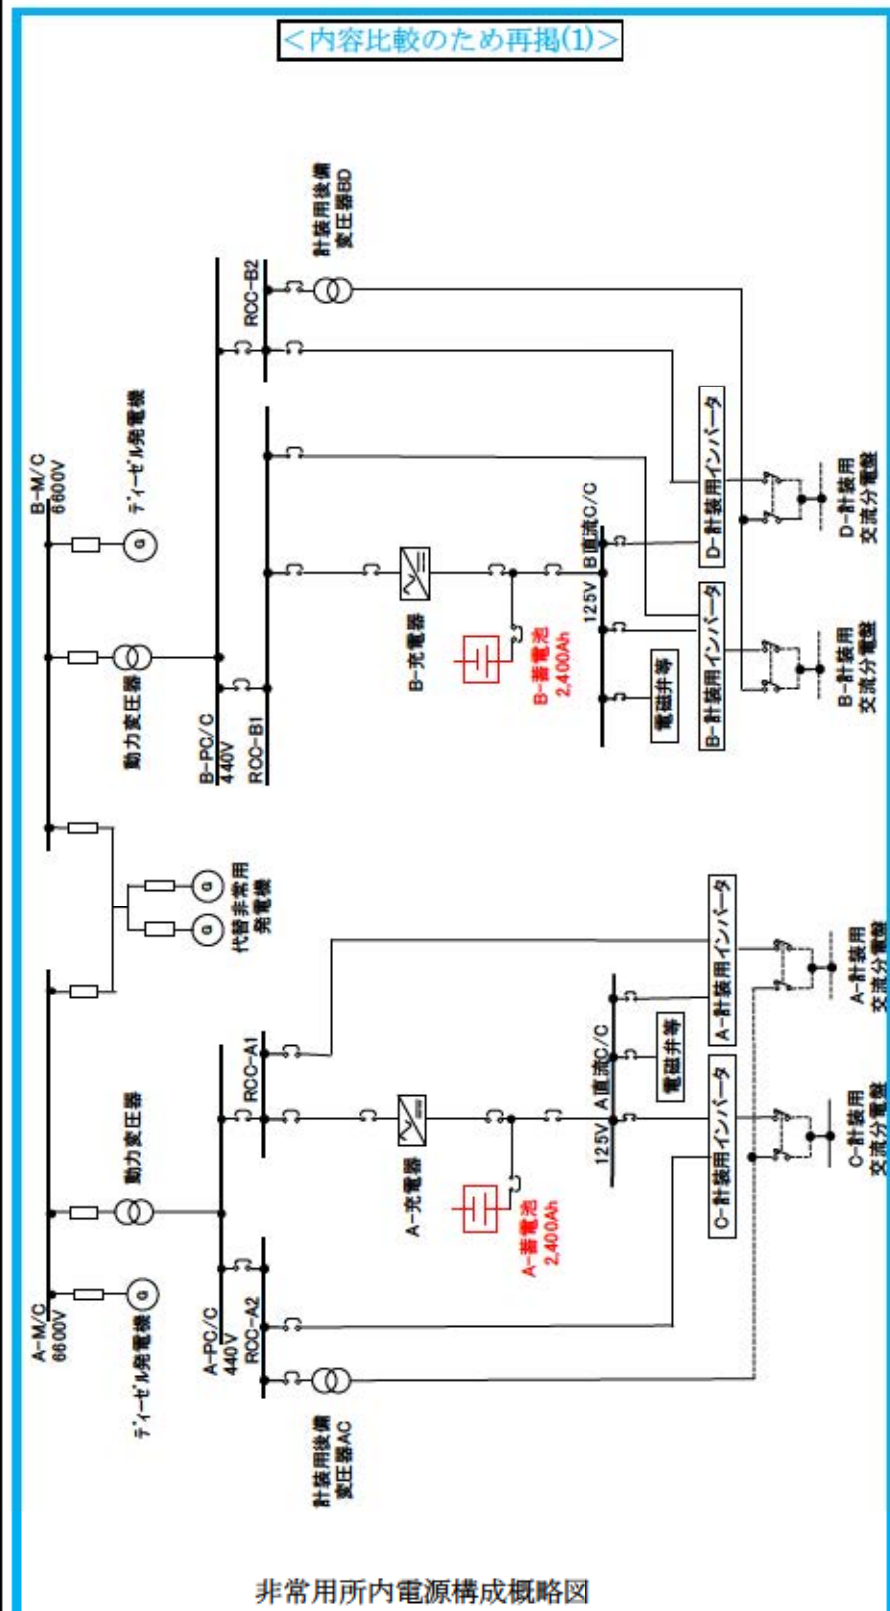 ＜内容比較のため再掲(1)＞
A-M/C
6600V
ディーゼル発電機
動力変圧器
A-PC/C
440V
RCC-A2
RCC-A1
計装用後備
変圧器AC
A-充電器
A-蓄電池
2,400Ah
125V A直流C/C
電磁弁等
C-計装用インバータ
A-計装用インバータ
C-計装用
交流分電盤
A-計装用
交流分電盤
G
G
G
代替非常用
発電機
B-M/C
6600V
ディーゼル発電機
G
動力変圧器
B-PC/C
440V
RCC-B1
RCC-B2
計装用後備
変圧器BD
B-充電器
B-蓄電池
2,400Ah
125V B直流C/C
電磁弁等
B-計装用インバータ
D-計装用インバータ
B-計装用
交流分電盤
D-計装用
交流分電盤
非常用所内電源構成概略図